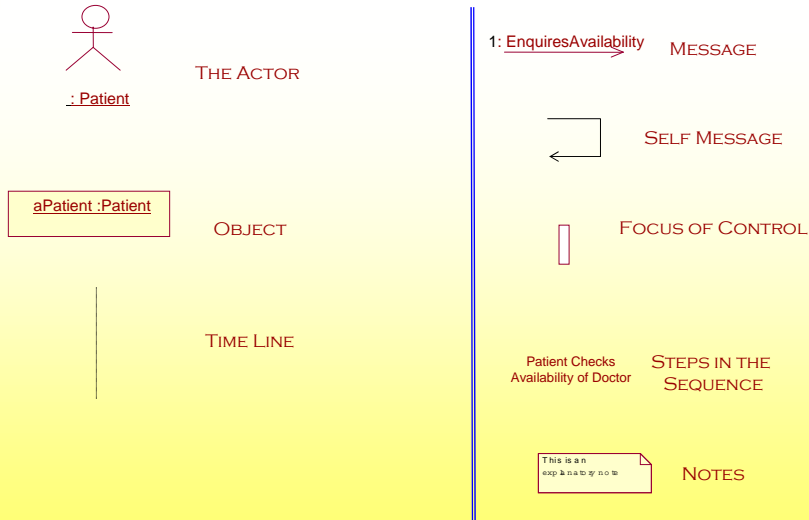 THE ACTOR
: Patient
aPatient :Patient
OBJECT
TIME LINE
1: EnquiresAvailability
MESSAGE
SELF MESSAGE
FOCUS OF CONTROL
Patient Checks
Availability of Doctor
STEPS IN THE
SEQUENCE
This is an
explanatory note
NOTES